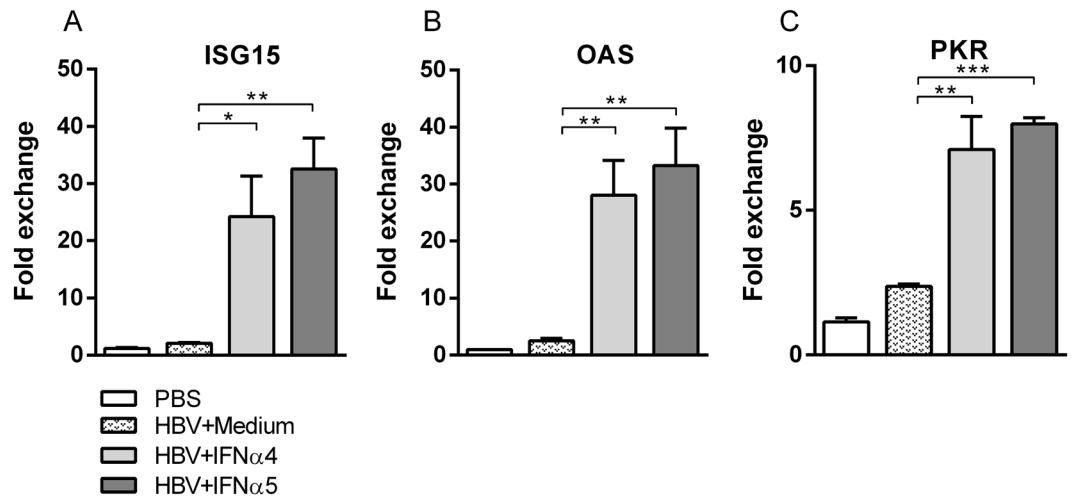 A
ISG15
Fold exchange
50
40
30
20
10
0
**
*
B
OAS
Fold exchange
50
40
30
20
10
0
**
**
C
PKR
Fold exchange
10
5
0
***
**
PBS
HBV+Medium
HBV+IFNα4
HBV+IFNα5